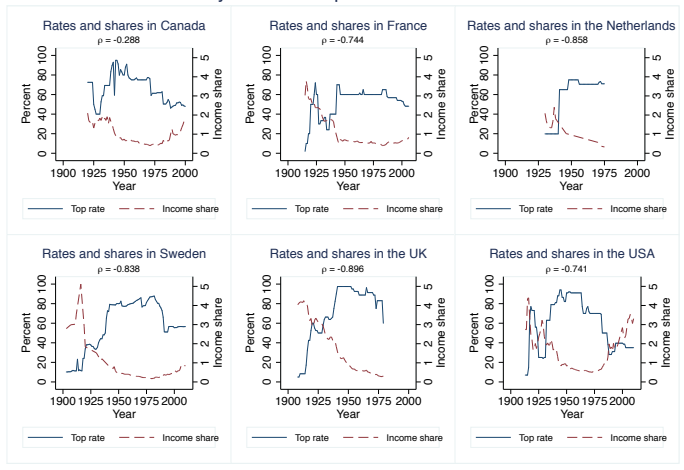 Rates and shares in Canada
ρ = -0.288
Percent
0 20 40 60 80 100
0 1 2 3 4 5
Income share
1900 1925 1950 1975 2000
Year
Top rate Income share
Rates and shares in France
ρ = -0.744
Percent
0 20 40 60 80 100
0 1 2 3 4 5
Income share
1900 1925 1950 1975 2000
Year
Top rate Income share
Rates and shares in the Netherlands
ρ = -0.858
Percent
0 20 40 60 80 100
0 1 2 3 4 5
Income share
1900 1925 1950 1975 2000
Year
Top rate Income share
Rates and shares in Sweden
ρ = -0.838
Percent
0 20 40 60 80 100
0 1 2 3 4 5
Income share
1900 1925 1950 1975 2000
Year
Top rate Income share
Rates and shares in the UK
ρ = -0.896
Percent
0 20 40 60 80 100
0 1 2 3 4 5
Income share
1900 1925 1950 1975 2000
Year
Top rate Income share
Rates and shares in the USA
ρ = -0.741
Percent
0 20 40 60 80 100
0 1 2 3 4 5
Income share
1900 1925 1950 1975 2000
Year
Top rate Income share